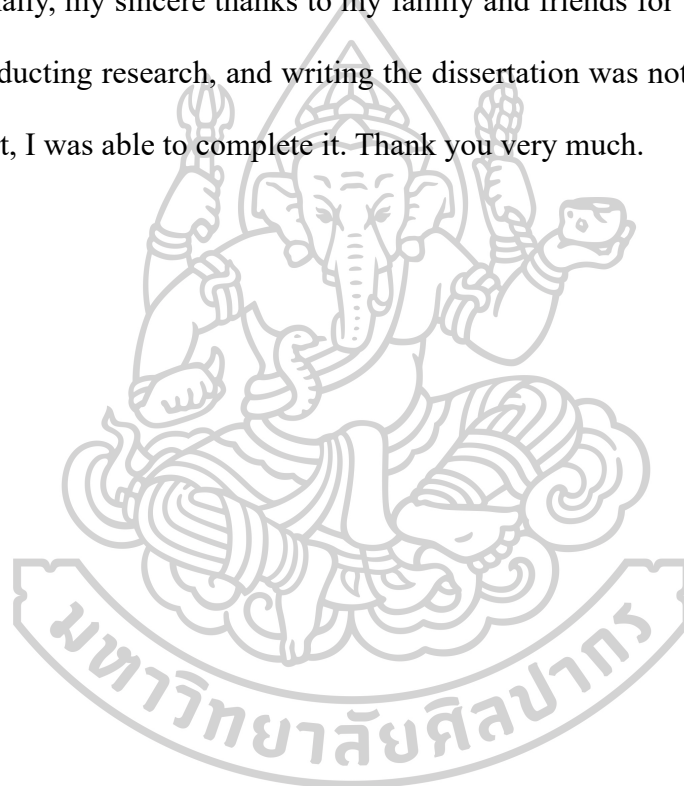 my sincere thanks to my family and friends for
research, and writing the dissertation was not
I was able to complete it. Thank you very much.
มหาวิทยาลัยศิลปากร